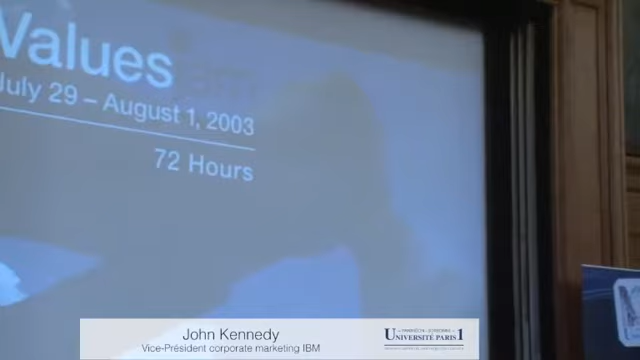 Values
July 29 – August 1, 2003
72 Hours
John Kennedy
Vice-Président corporate marketing IBM
UNIVERSITÉ PARIS 1